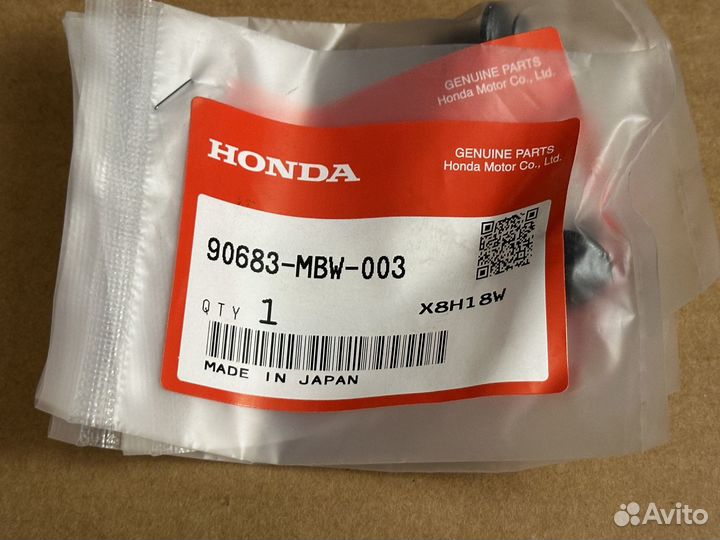 GENUINE PARTS
Honda Motor Co., Ltd.
HONDA
GENUINE PARTS
Honda Motor Co., Ltd.
90683-MBW-003
QTY 1
X8H18W
MADE IN JAPAN
Avito